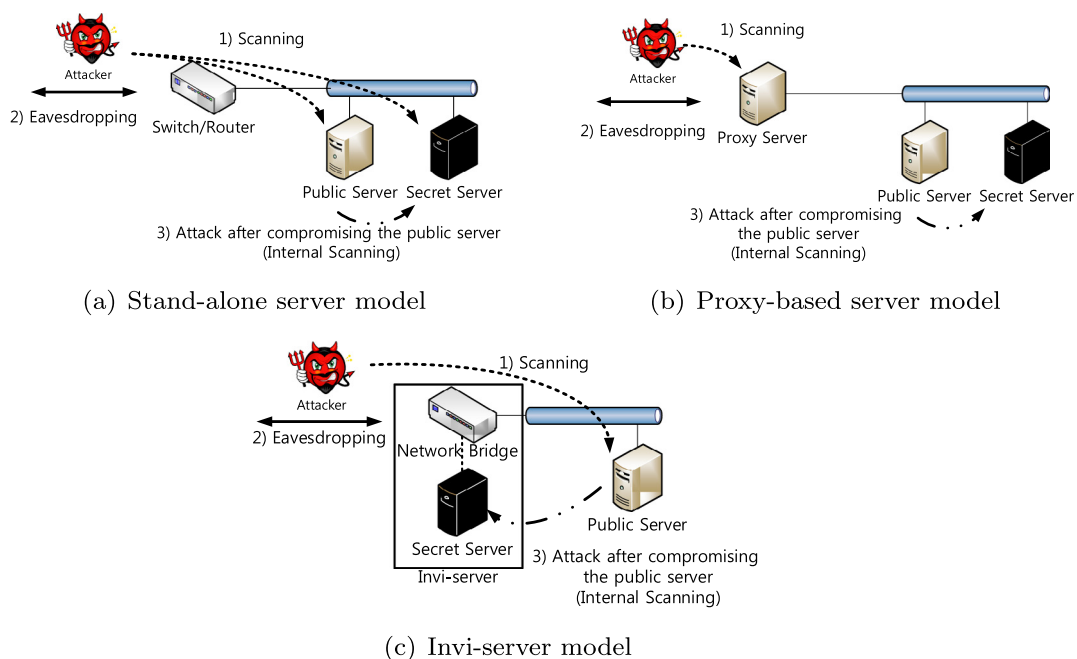 1) Scanning
Attacker
2) Eavesdropping
Switch/Router
Public Server
Secret Server
3) Attack after compromising the public server
(Internal Scanning)
(a) Stand-alone server model
1) Scanning
Attacker
2) Eavesdropping
Proxy Server
Public Server
Secret Server
3) Attack after compromising
the public server
(Internal Scanning)
(b) Proxy-based server model
1) Scanning
Attacker
2) Eavesdropping
Network Bridge
Secret Server
Invi-server
Public Server
3) Attack after compromising
the public server
(Internal Scanning)
(c) Invi-server model